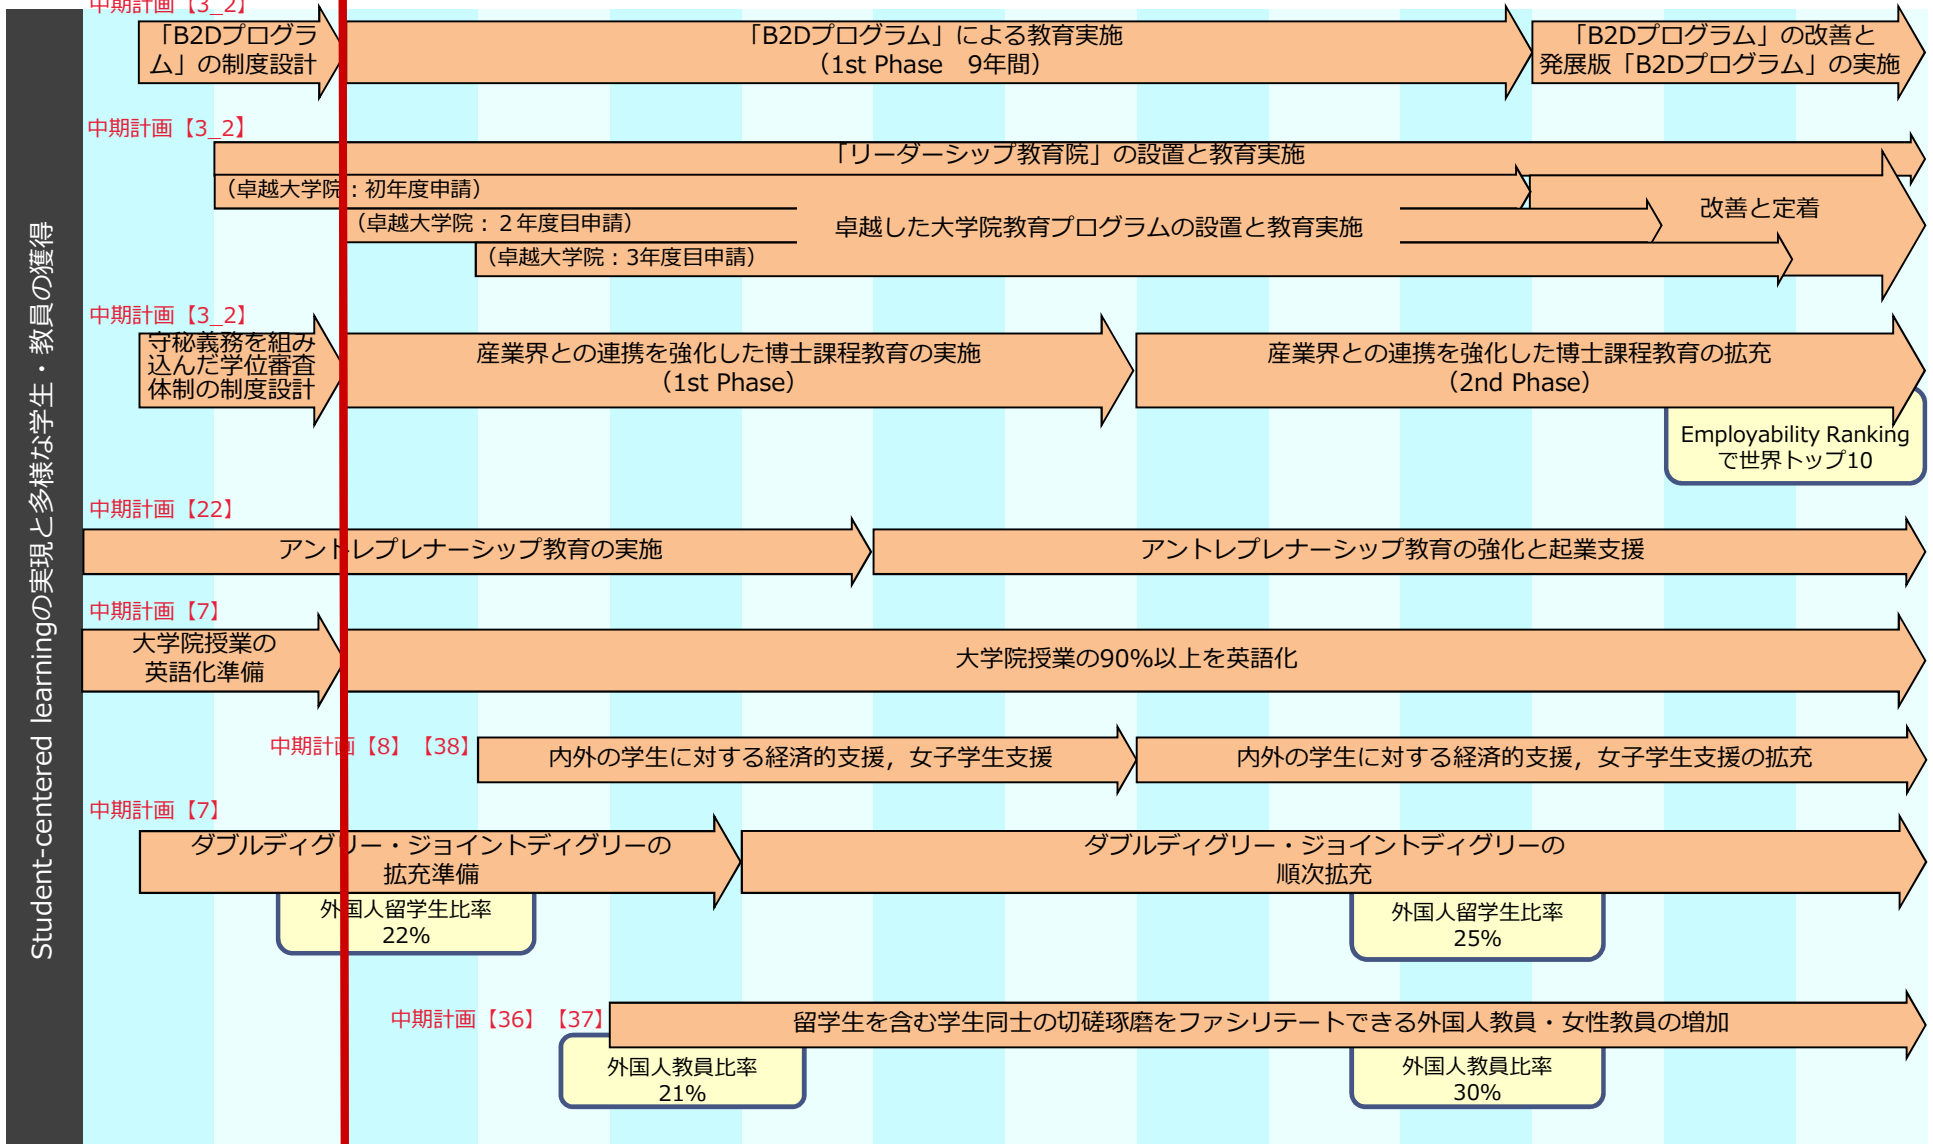 Student-centered learningの実現と多様な学生・教員の獲得
中期計画【3_2】
「B2Dプログラ
ム」の制度設計
「B2Dプログラム」による教育実施
（1st Phase　9年間）
「B2Dプログラム」の改善と
発展版「B2Dプログラム」の実施
中期計画【3_2】
「リーダーシップ教育院」の設置と教育実施
（卓越大学院：初年度申請）
（卓越大学院：２年度目申請）
（卓越大学院：3年度目申請）
卓越した大学院教育プログラムの設置と教育実施
改善と定着
中期計画【3_2】
守秘義務を組み
込んだ学位審査
体制の制度設計
産業界との連携を強化した博士課程教育の実施
（1st Phase）
産業界との連携を強化した博士課程教育の拡充
（2nd Phase）
Employability Ranking
で世界トップ10
中期計画【22】
アントレプレナーシップ教育の実施
アントレプレナーシップ教育の強化と起業支援
中期計画【7】
大学院授業の
英語化準備
大学院授業の90%以上を英語化
中期計画【8】【38】
内外の学生に対する経済的支援，女子学生支援
内外の学生に対する経済的支援，女子学生支援の拡充
中期計画【7】
ダブルディグリー・ジョイントディグリーの
拡充準備
ダブルディグリー・ジョイントディグリーの
順次拡充
外国人留学生比率
22%
外国人留学生比率
25%
中期計画【36】【37】
留学生を含む学生同士の切磋琢磨をファシリテートできる外国人教員・女性教員の増加
外国人教員比率
21%
外国人教員比率
30%